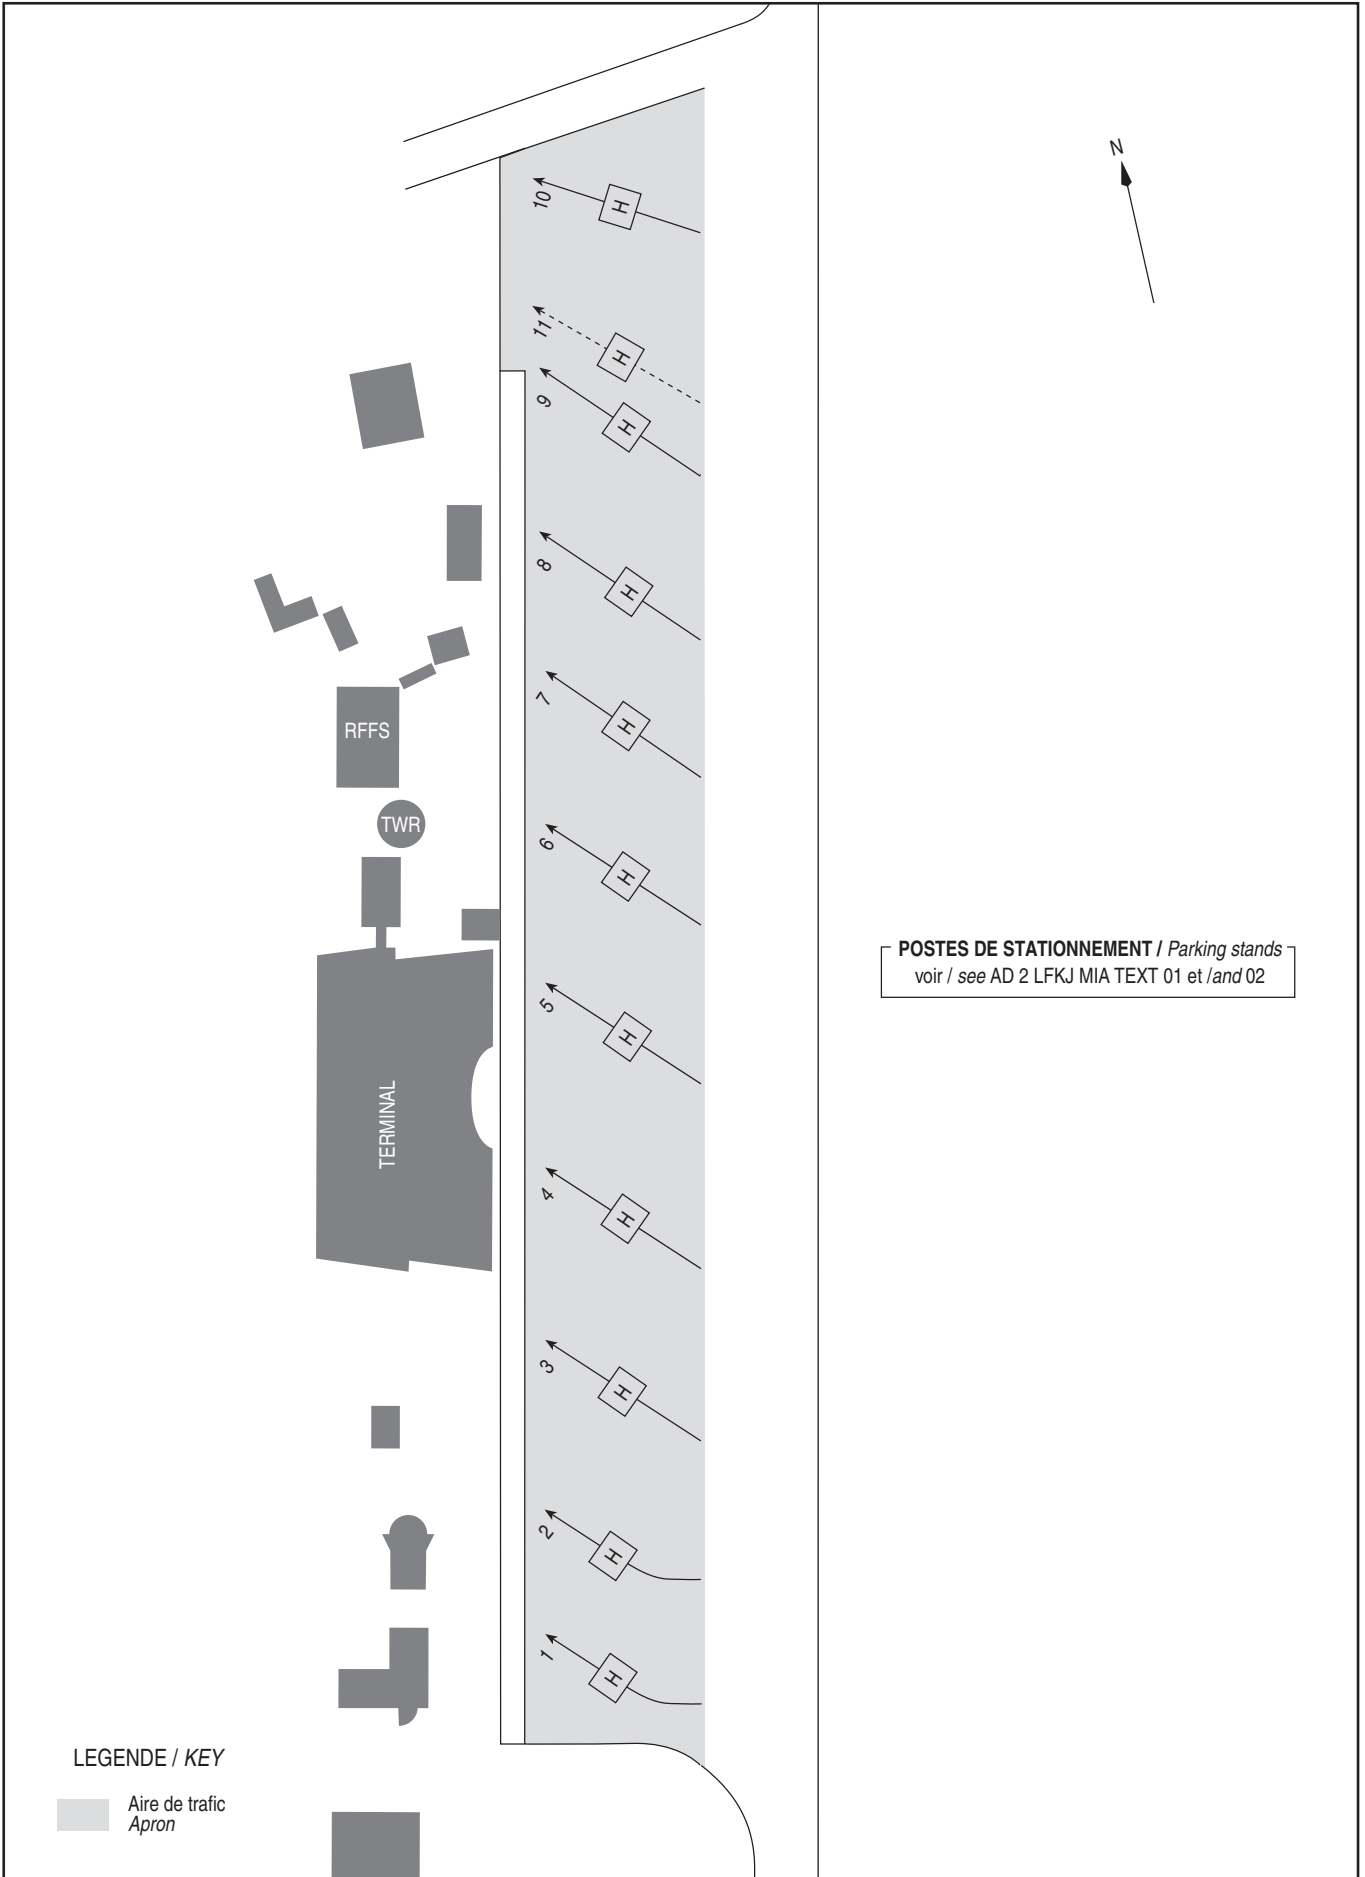 N
10
H
11
H
9
H
8
H
7
H
RFFS
TWR
6
H
POSTES DE STATIONNEMENT / Parking stands
voir / see AD 2 LFKJ MIA TEXT 01 et /and 02
5
H
TERMINAL
4
H
3
H
2
H
1
H
LEGENDE / KEY
Aire de trafic
Apron